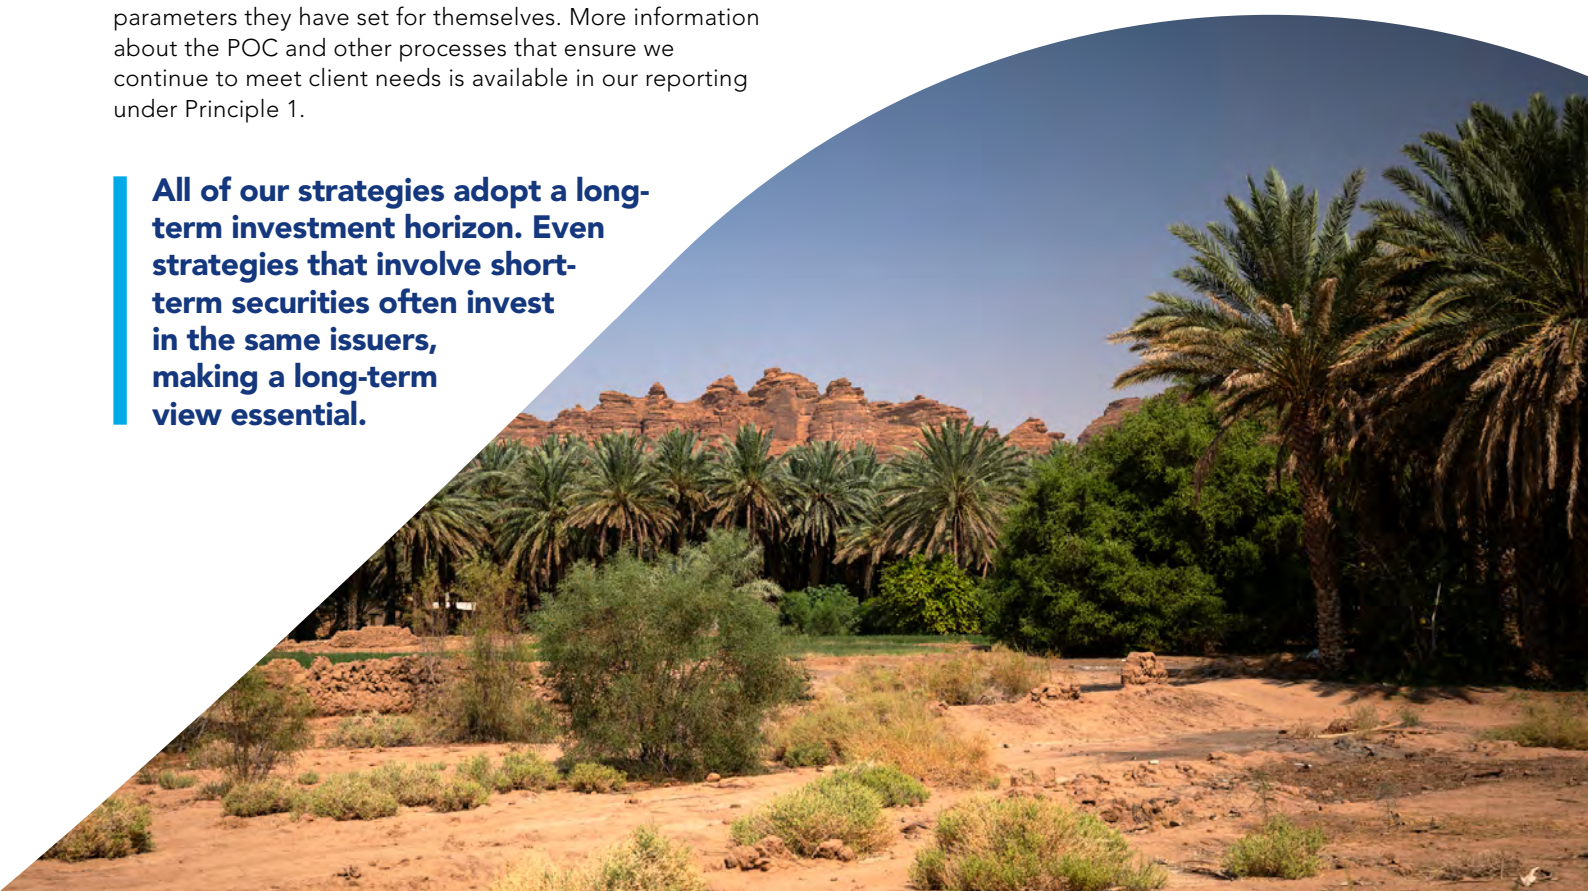 parameters they have set for themselves. More information
about the POC and other processes that ensure we
continue to meet client needs is available in our reporting
under Principle 1.
All of our strategies adopt a long-
term investment horizon. Even
strategies that involve short-
term securities often invest
in the same issuers,
making a long-term
view essential.